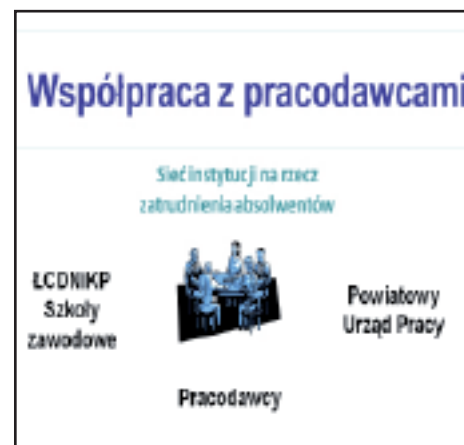 Współpraca z pracodawcami
Sieć instytucji na rzecz
zatrudnienia absolwentów
ŁCDNIKP
Szkoły
zawodowe
Powiatowy
Urząd Pracy
Pracodawcy